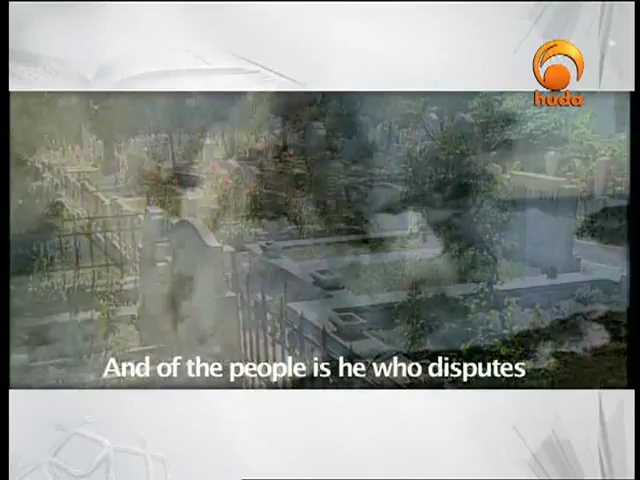 huda
And of the people is he who disputes